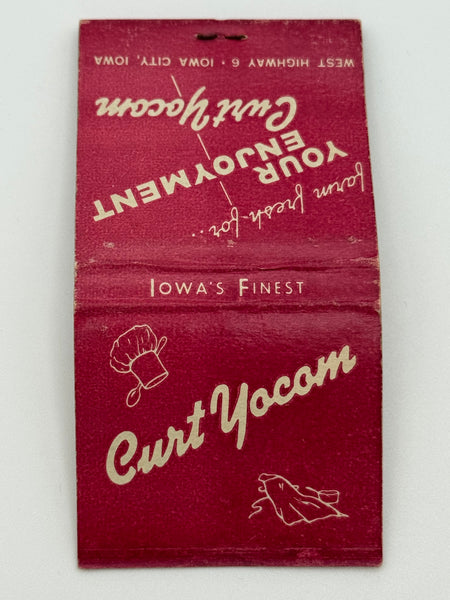 Iowa's Finest
Curt Yocom
farm fresh for..
YOUR
ENJOYMENT
Curt Yocom
WEST HIGHWAY 6 · IOWA CITY, IOWA